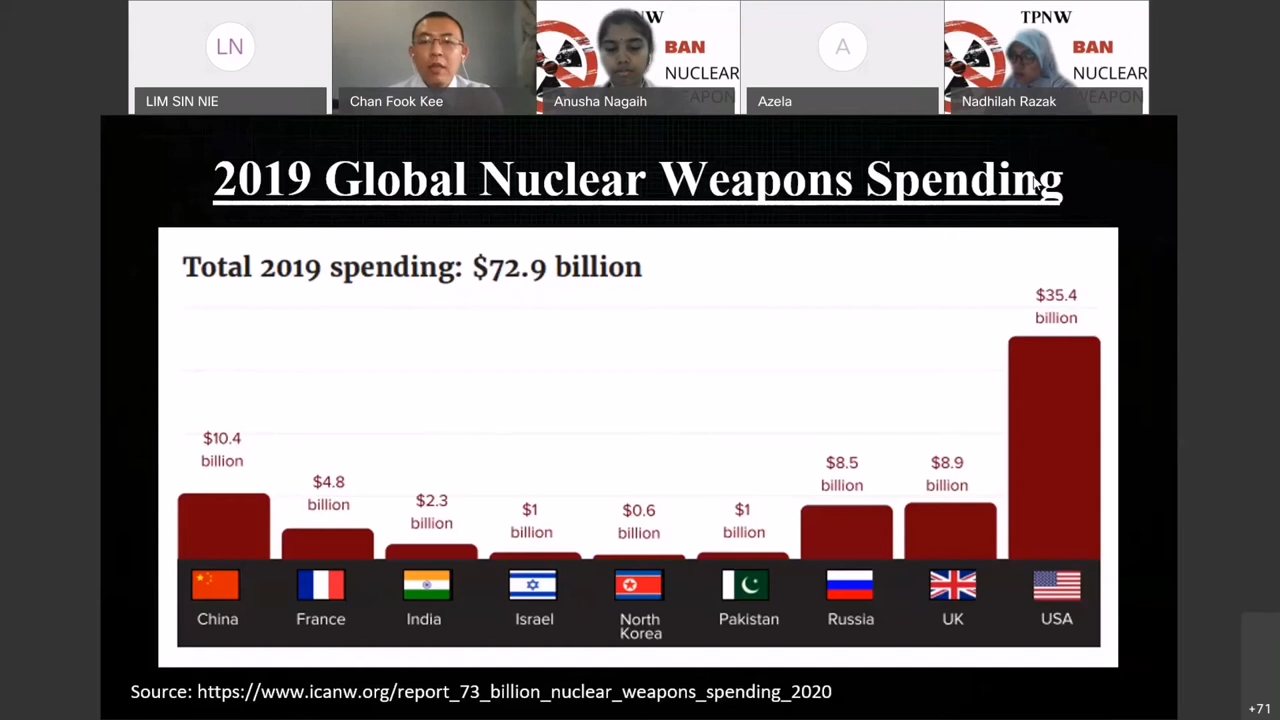 LN
LIM SIN NIE
Chan Fook Kee
BAN
NUCLEAR
WEAPON
Anusha Nagaih
A
Azela
TPNW
BAN
NUCLEAR
WEAPON
Nadhilah Razak
2019 Global Nuclear Weapons Spending
Total 2019 spending: $72.9 billion
$10.4
billion
$4.8
billion
$2.3
billion
$1
billion
$0.6
billion
$1
billion
$8.5
billion
$8.9
billion
$35.4
billion
China
France
India
Israel
North
Korea
Pakistan
Russia
UK
USA
Source: https://www.icanw.org/report_73_billion_nuclear_weapons_spending_2020
+71